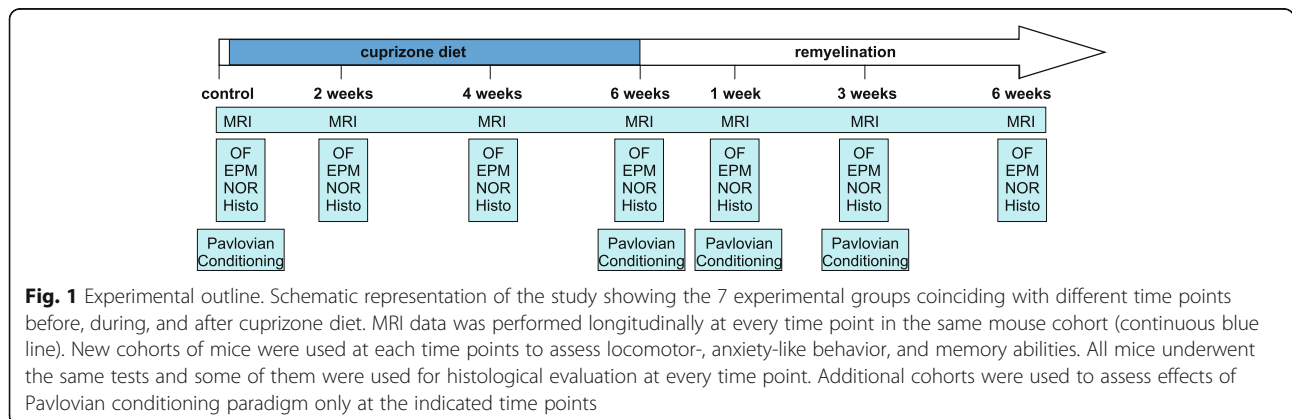 cuprizone diet remyelination
control 2 weeks 4 weeks 6 weeks 1 week 3 weeks 6 weeks
MRI MRI MRI MRI MRI MRI MRI
OF OF OF OF OF OF OF
EPM EPM EPM EPM EPM EPM EPM
NOR NOR NOR NOR NOR NOR NOR
Histo Histo Histo Histo Histo Histo Histo
Pavlovian Pavlovian Pavlovian Pavlovian
Conditioning Conditioning Conditioning Conditioning
Fig. 1 Experimental outline. Schematic representation of the study showing the 7 experimental groups coinciding with different time points
before, during, and after cuprizone diet. MRI data was performed longitudinally at every time point in the same mouse cohort (continuous blue
line). New cohorts of mice were used at each time points to assess locomotor-, anxiety-like behavior, and memory abilities. All mice underwent
the same tests and some of them were used for histological evaluation at every time point. Additional cohorts were used to assess effects of
Pavlovian conditioning paradigm only at the indicated time points